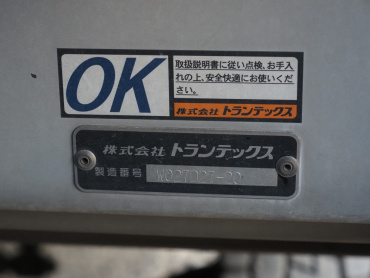 OK
取扱説明書に従い点検、お手入
れの上、安全快適にお使いくだ
さい。
株式会社 トランテックス
株式会社 トランテックス
製造番号